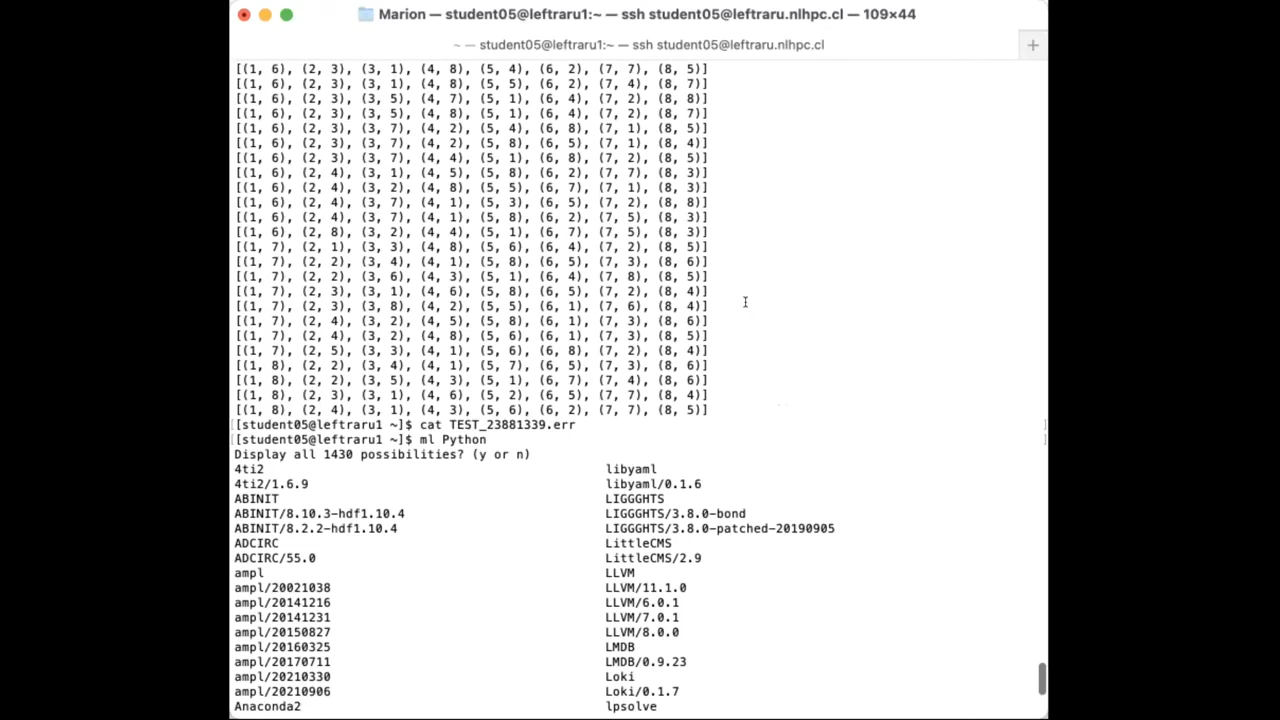 Marion — student05@leftraru1:~ — ssh student05@leftraru.nlhpc.cl — 109×44
~ — student05@leftraru1:~ — ssh student05@leftraru.nlhpc.cl
[(1, 6), (2, 3), (3, 1), (4, 8), (5, 4), (6, 2), (7, 7), (8, 5)]
[(1, 6), (2, 3), (3, 1), (4, 8), (5, 5), (6, 2), (7, 4), (8, 7)]
[(1, 6), (2, 3), (3, 5), (4, 7), (5, 1), (6, 4), (7, 2), (8, 8)]
[(1, 6), (2, 3), (3, 5), (4, 8), (5, 1), (6, 4), (7, 2), (8, 7)]
[(1, 6), (2, 3), (3, 7), (4, 2), (5, 4), (6, 8), (7, 1), (8, 5)]
[(1, 6), (2, 3), (3, 7), (4, 2), (5, 8), (6, 5), (7, 1), (8, 4)]
[(1, 6), (2, 3), (3, 7), (4, 4), (5, 1), (6, 8), (7, 2), (8, 5)]
[(1, 6), (2, 4), (3, 1), (4, 5), (5, 8), (6, 2), (7, 7), (8, 3)]
[(1, 6), (2, 4), (3, 2), (4, 8), (5, 5), (6, 7), (7, 1), (8, 3)]
[(1, 6), (2, 4), (3, 7), (4, 1), (5, 3), (6, 5), (7, 2), (8, 8)]
[(1, 6), (2, 4), (3, 7), (4, 1), (5, 8), (6, 2), (7, 5), (8, 3)]
[(1, 6), (2, 8), (3, 2), (4, 4), (5, 1), (6, 7), (7, 5), (8, 3)]
[(1, 7), (2, 1), (3, 3), (4, 8), (5, 6), (6, 4), (7, 2), (8, 5)]
[(1, 7), (2, 2), (3, 4), (4, 1), (5, 8), (6, 5), (7, 3), (8, 6)]
[(1, 7), (2, 2), (3, 6), (4, 3), (5, 1), (6, 4), (7, 8), (8, 5)]
[(1, 7), (2, 3), (3, 1), (4, 6), (5, 8), (6, 5), (7, 2), (8, 4)]
[(1, 7), (2, 3), (3, 8), (4, 2), (5, 5), (6, 1), (7, 6), (8, 4)]
[(1, 7), (2, 4), (3, 2), (4, 5), (5, 8), (6, 1), (7, 3), (8, 6)]
[(1, 7), (2, 4), (3, 2), (4, 8), (5, 6), (6, 1), (7, 3), (8, 5)]
[(1, 7), (2, 5), (3, 3), (4, 1), (5, 6), (6, 8), (7, 2), (8, 4)]
[(1, 8), (2, 2), (3, 4), (4, 1), (5, 7), (6, 5), (7, 3), (8, 6)]
[(1, 8), (2, 2), (3, 5), (4, 3), (5, 1), (6, 7), (7, 4), (8, 6)]
[(1, 8), (2, 3), (3, 1), (4, 6), (5, 2), (6, 5), (7, 7), (8, 4)]
[(1, 8), (2, 4), (3, 1), (4, 3), (5, 6), (6, 2), (7, 7), (8, 5)]
[[student05@leftraru1 ~]$ cat TEST_23881339.err ]
[[student05@leftraru1 ~]$ ml Python ]
Display all 1430 possibilities? (y or n)
4ti2 libyaml
4ti2/1.6.9 libyaml/0.1.6
ABINIT LIGGGHTS
ABINIT/8.10.3-hdf1.10.4 LIGGGHTS/3.8.0-bond
ABINIT/8.2.2-hdf1.10.4 LIGGGHTS/3.8.0-patched-20190905
ADCIRC LittleCMS
ADCIRC/55.0 LittleCMS/2.9
ampl LLVM
ampl/20021038 LLVM/11.1.0
ampl/20141216 LLVM/6.0.1
ampl/20141231 LLVM/7.0.1
ampl/20150827 LLVM/8.0.0
ampl/20160325 LMDB
ampl/20170711 LMDB/0.9.23
ampl/20210330 Loki
ampl/20210906 Loki/0.1.7
Anaconda2 lpsolve